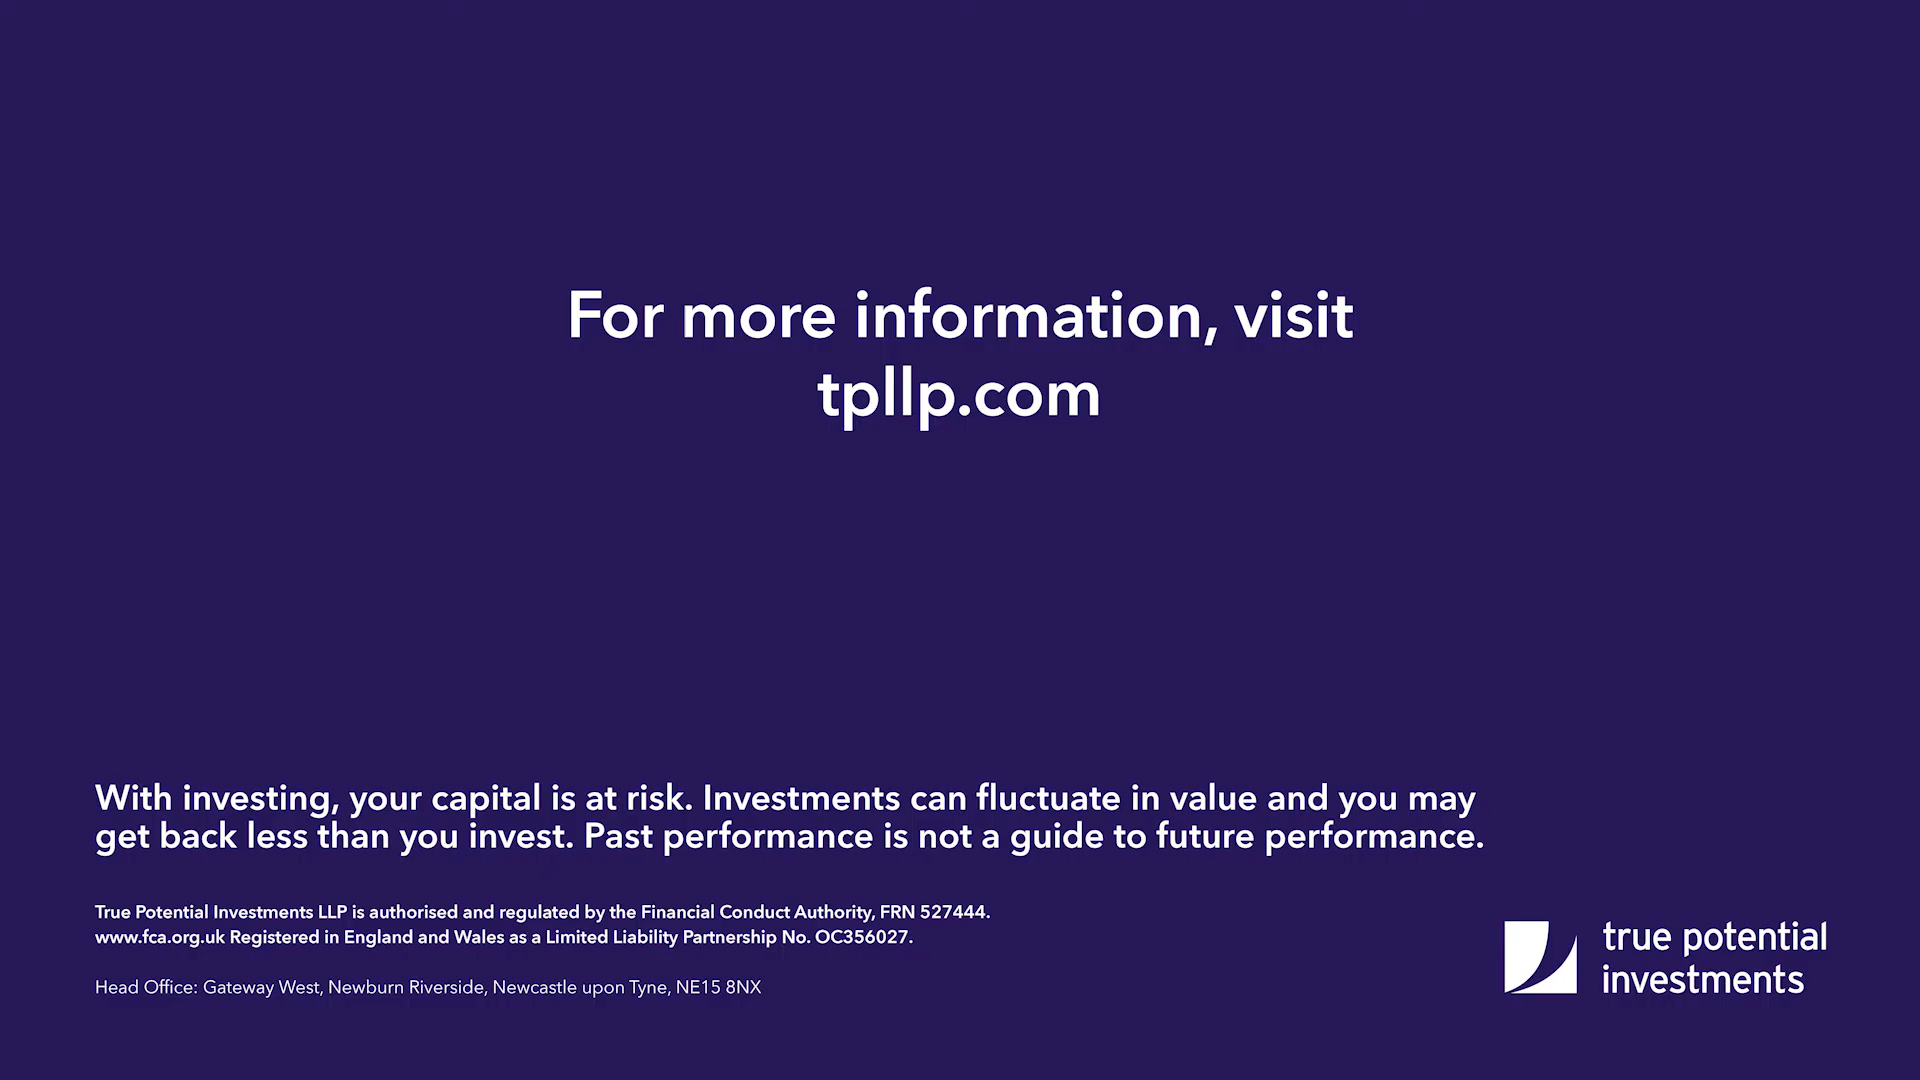 For more information, visit
tpllp.com
With investing, your capital is at risk. Investments can fluctuate in value and you may
get back less than you invest. Past performance is not a guide to future performance.
True Potential Investments LLP is authorised and regulated by the Financial Conduct Authority, FRN 527444.
www.fca.org.uk Registered in England and Wales as a Limited Liability Partnership No. OC356027.
Head Office: Gateway West, Newburn Riverside, Newcastle upon Tyne, NE15 8NX
true potential
investments